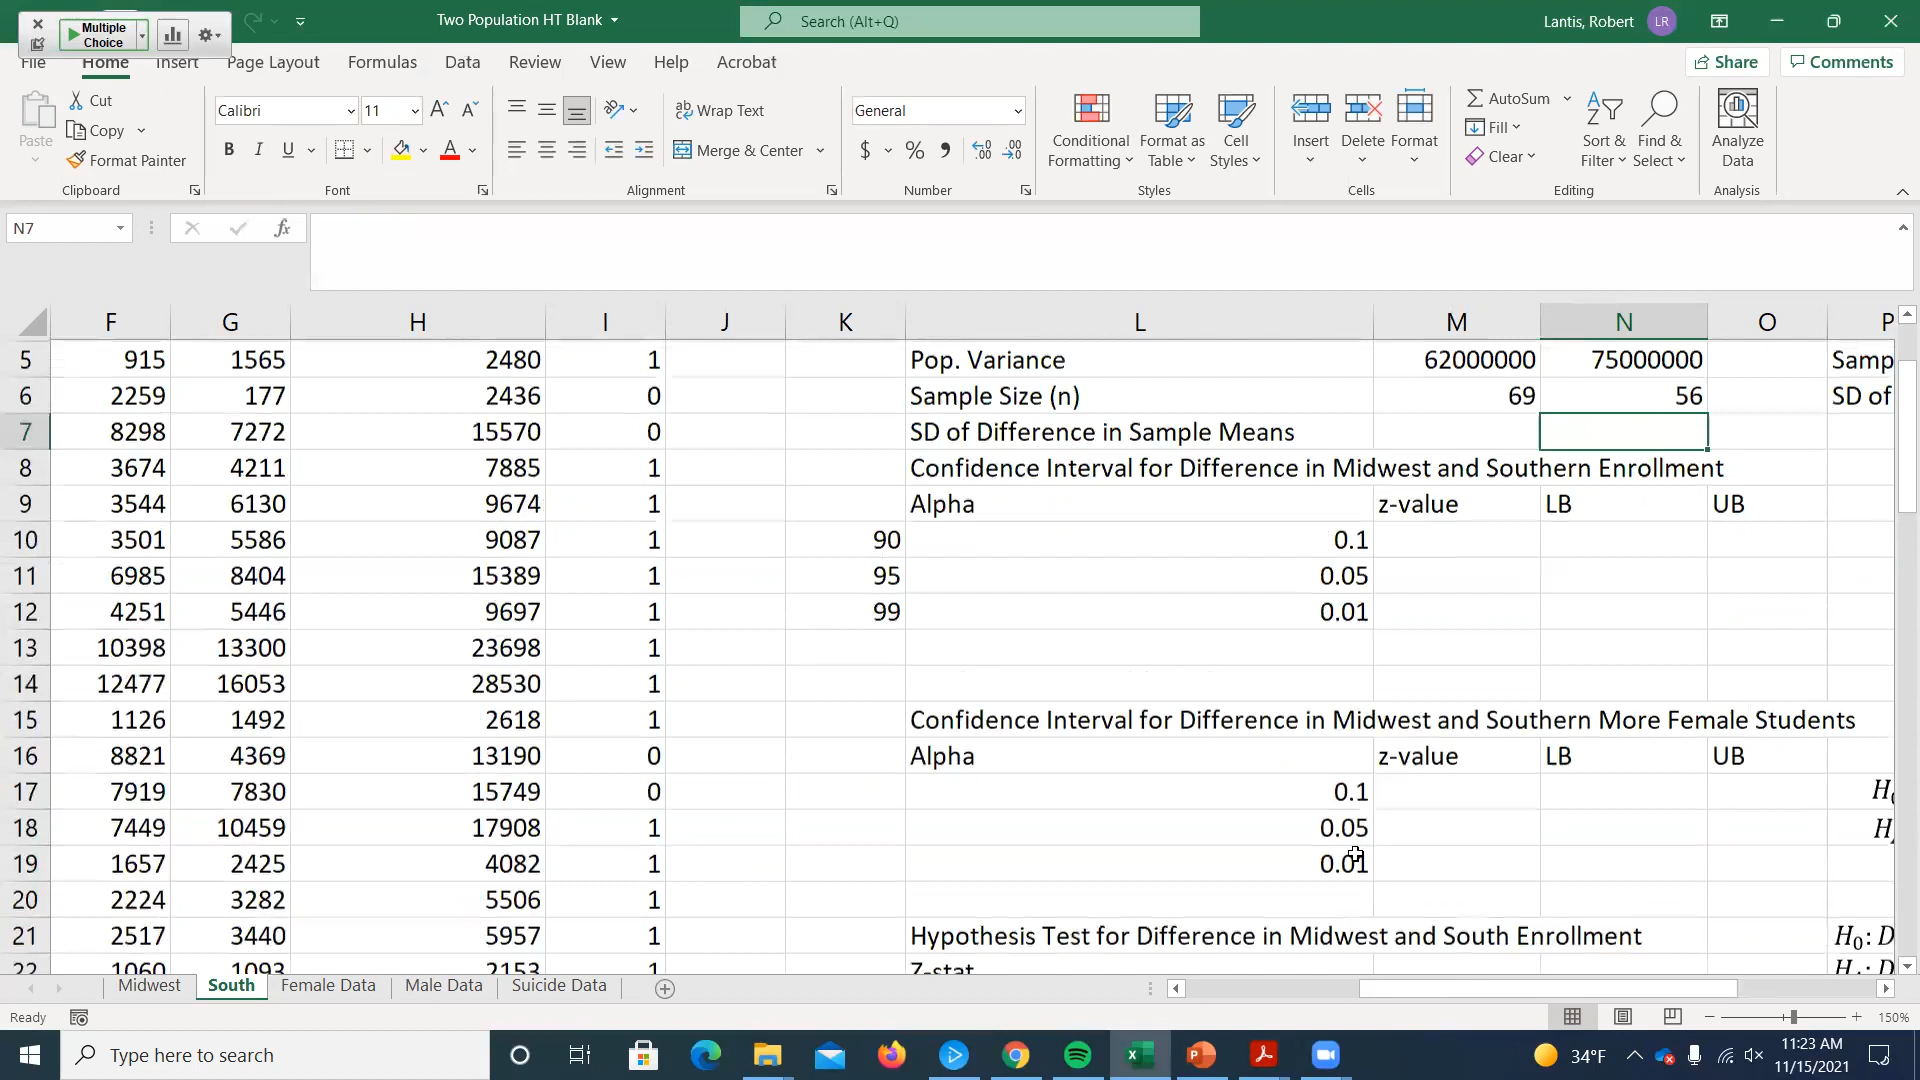 Multiple Choice
Two Population HT Blank
Search (Alt+Q)
Lantis, Robert LR
File Home Insert Page Layout Formulas Data Review View Help Acrobat Share Comments
Cut
Copy
Format Painter
Paste
Clipboard
Calibri 11
B I U
Font
Wrap Text
Merge & Center
Alignment
General
$ % 9
Number
Conditional Formatting
Format as Table
Cell Styles
Styles
Insert Delete Format
Cells
AutoSum
Fill
Clear
Sort & Filter
Find & Select
Editing
Analyze Data
Analysis
N7 fx
F G H I J K L M N O P
5 915 1565 2480 1 Pop. Variance 62000000 75000000 Samp
6 2259 177 2436 0 Sample Size (n) 69 56 SD of
7 8298 7272 15570 0 SD of Difference in Sample Means
8 3674 4211 7885 1 Confidence Interval for Difference in Midwest and Southern Enrollment
9 3544 6130 9674 1 Alpha z-value LB UB
10 3501 5586 9087 1 90 0.1
11 6985 8404 15389 1 95 0.05
12 4251 5446 9697 1 99 0.01
13 10398 13300 23698 1
14 12477 16053 28530 1
15 1126 1492 2618 1 Confidence Interval for Difference in Midwest and Southern More Female Students
16 8821 4369 13190 0 Alpha z-value LB UB
17 7919 7830 15749 0 0.1 H₀
18 7449 10459 17908 1 0.05 H
19 1657 2425 4082 1 0.01
20 2224 3282 5506 1
21 2517 3440 5957 1 Hypothesis Test for Difference in Midwest and South Enrollment H₀: D
22 1060 1093 2153 1 Z-stat
Midwest South Female Data Male Data Suicide Data
Ready 150%
Type here to search
34°F
11:23 AM
11/15/2021